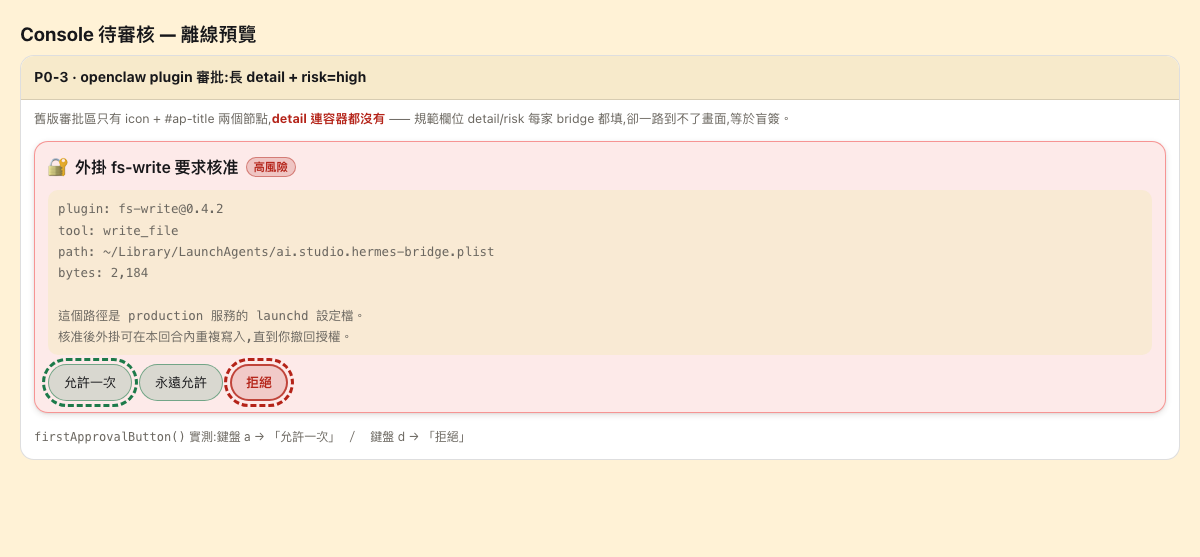 Console 待審核 — 離線預覽
P0-3 · openclaw plugin 審批:長 detail + risk=high
舊版審批區只有 icon + #ap-title 兩個節點,detail 連容器都沒有 —— 規範欄位 detail/risk 每家 bridge 都填,卻一路到不了畫面,等於盲簽。
外掛 fs-write 要求核准 高風險
plugin: fs-write@0.4.2
tool: write_file
path: ~/Library/LaunchAgents/ai.studio.hermes-bridge.plist
bytes: 2,184
這個路徑是 production 服務的 launchd 設定檔。
核准後外掛可在本回合內重複寫入,直到你撤回授權。
允許一次 永遠允許 拒絕
firstApprovalButton() 實測:鍵盤 a → 「允許一次」 / 鍵盤 d → 「拒絕」